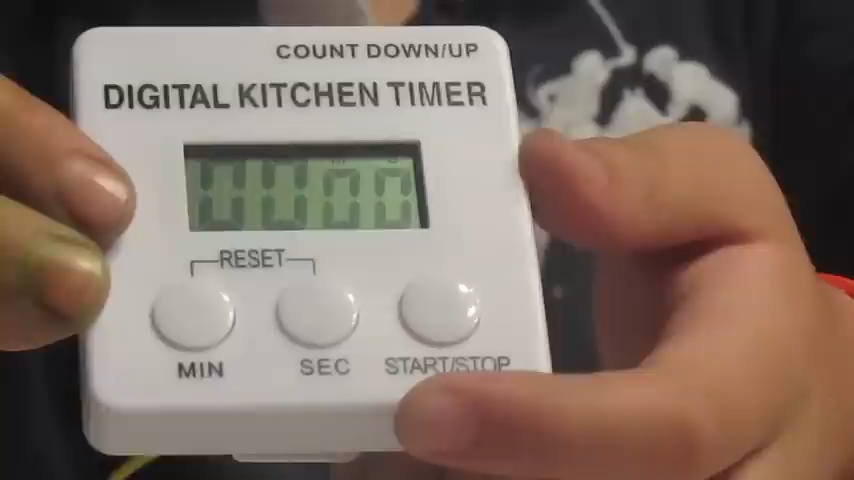 COUNT DOWN/UP
DIGITAL KITCHEN TIMER
M S
00 00
RESET
MIN SEC START/STOP